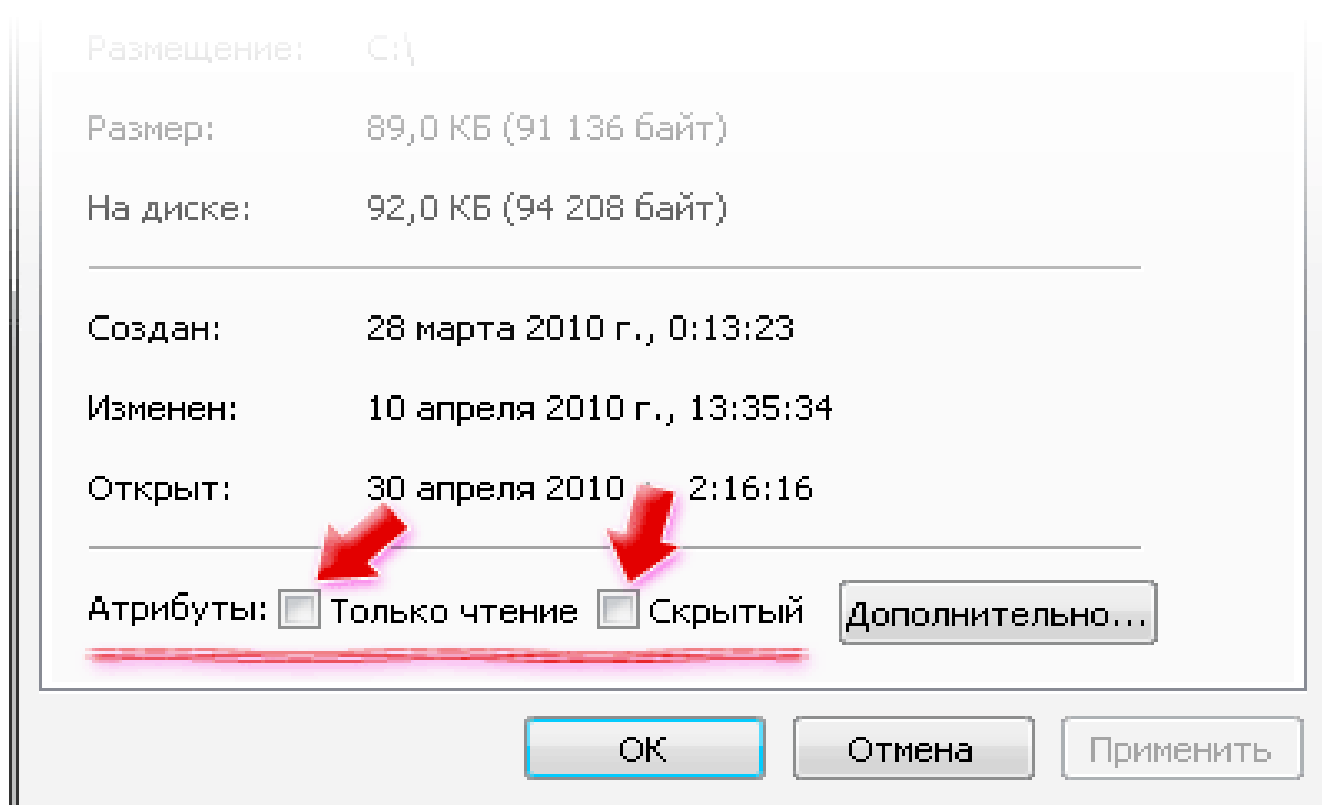 Размещение: C:\
Размер: 89,0 КБ (91 136 байт)
На диске: 92,0 КБ (94 208 байт)
Создан: 28 марта 2010 г., 0:13:23
Изменен: 10 апреля 2010 г., 13:35:34
Открыт: 30 апреля 2010 2:16:16
Атрибуты: Только чтение Скрытый Дополнительно...
ОК Отмена Применить